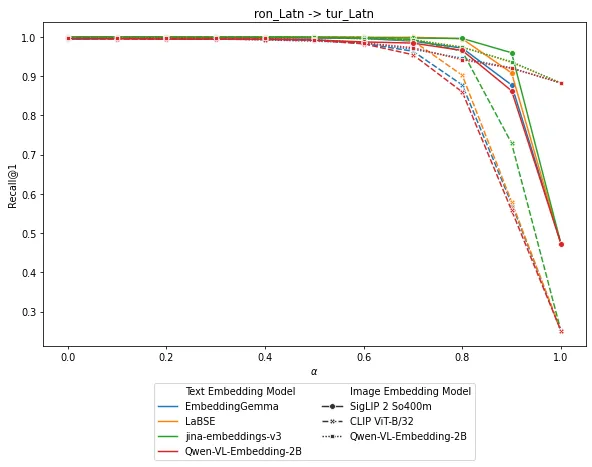 ron_Latn -> tur_Latn
1.0
0.9
0.8
0.7
0.6
0.5
0.4
0.3
Recall@1
0.0 0.2 0.4 0.6 0.8 1.0
α
Text Embedding Model Image Embedding Model
EmbeddingGemma SigLIP 2 So400m
LaBSE CLIP ViT-B/32
jina-embeddings-v3 Qwen-VL-Embedding-2B
Qwen-VL-Embedding-2B